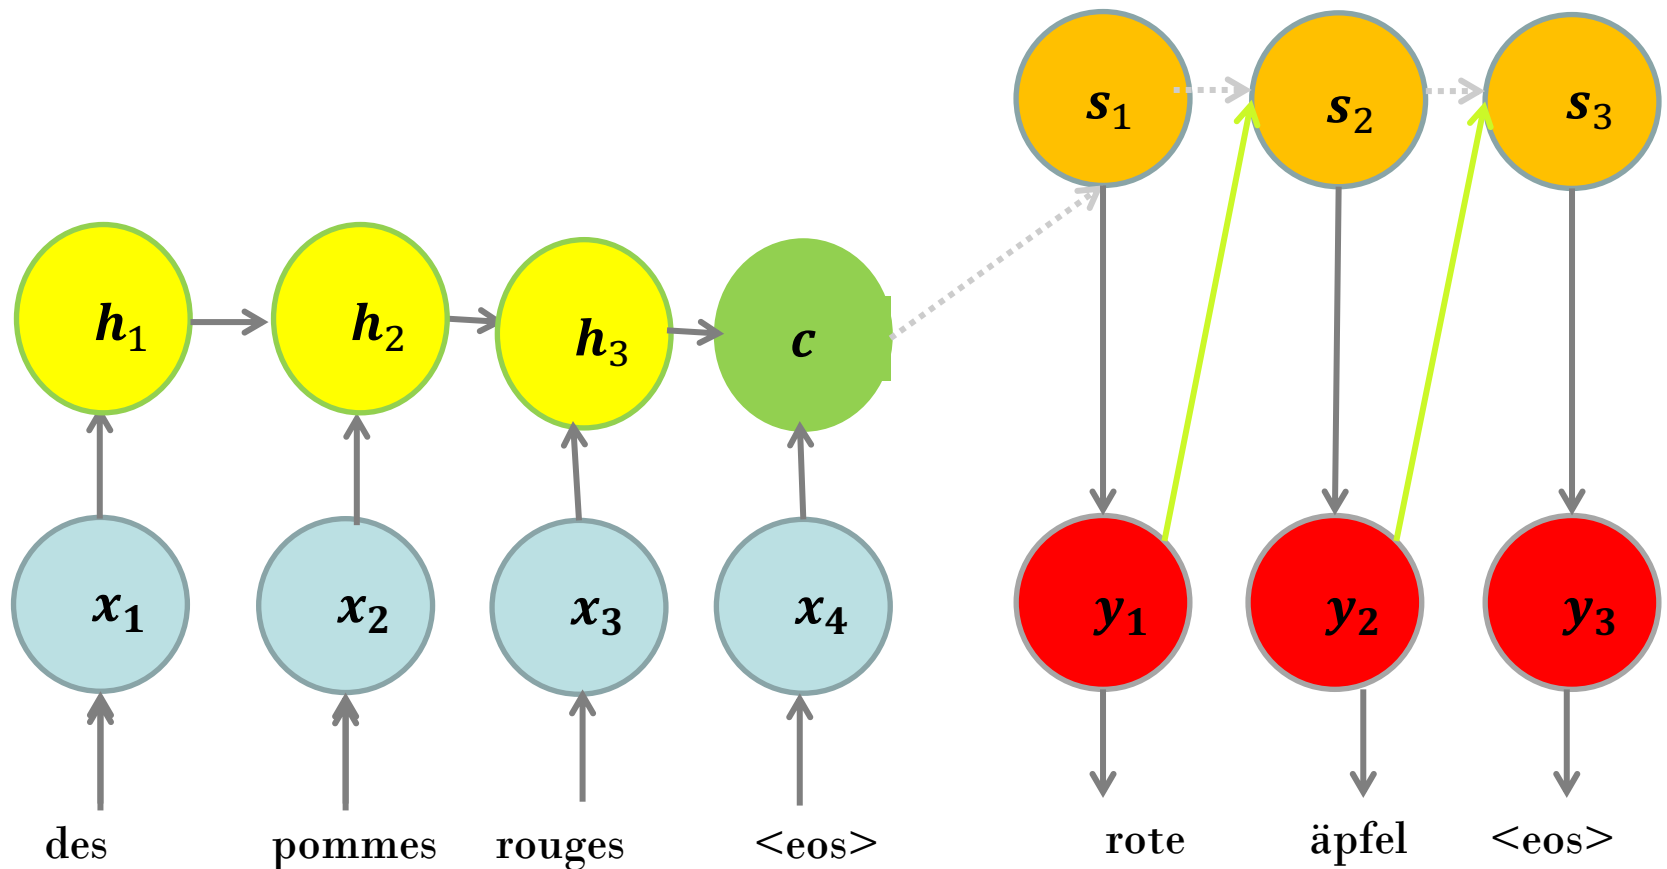 s₁ s₂ s₃
h₁ h₂ h₃ c
x₁ x₂ x₃ x₄ y₁ y₂ y₃
des pommes rouges <eos> rote äpfel <eos>